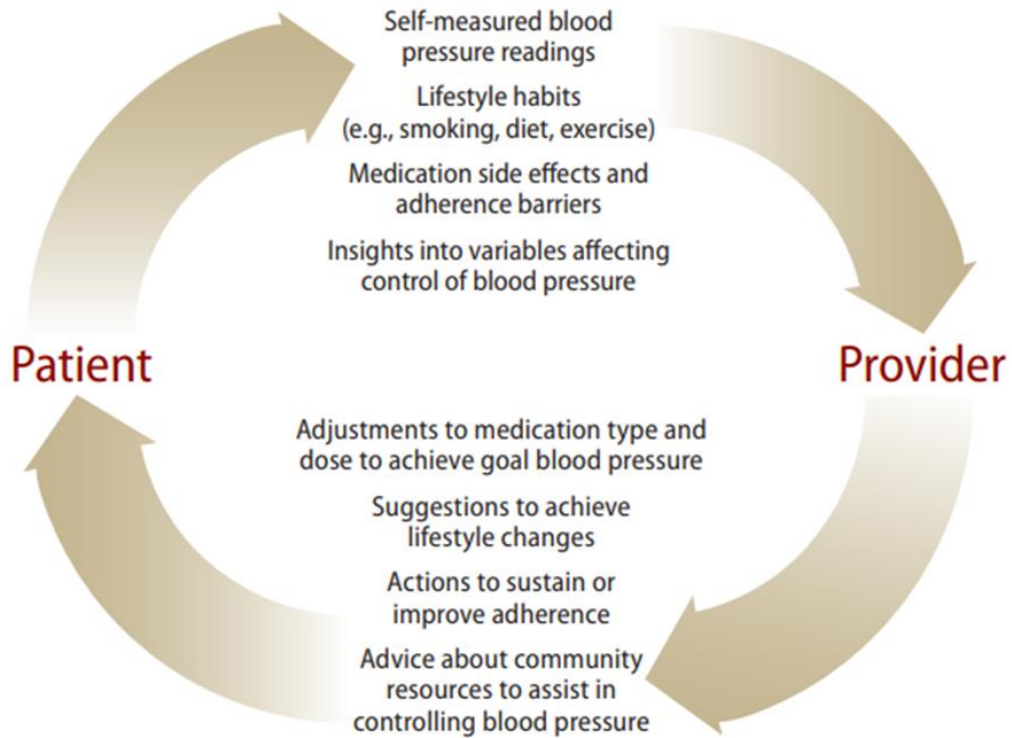 Self-measured blood
pressure readings
Lifestyle habits
(e.g., smoking, diet, exercise)
Medication side effects and
adherence barriers
Insights into variables affecting
control of blood pressure
Patient
Provider
Adjustments to medication type and
dose to achieve goal blood pressure
Suggestions to achieve
lifestyle changes
Actions to sustain or
improve adherence
Advice about community
resources to assist in
controlling blood pressure